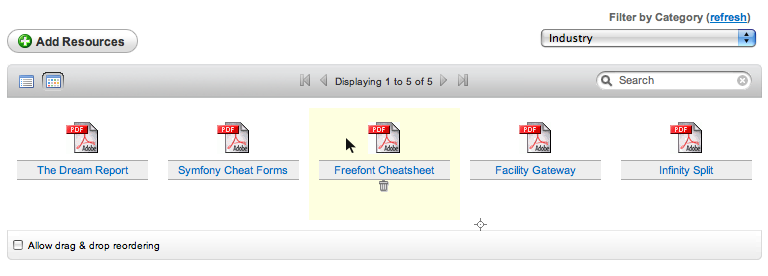 Filter by Category (refresh)
Add Resources
Industry
Displaying 1 to 5 of 5
Search
PDF Adobe
PDF Adobe
PDF Adobe
PDF Adobe
PDF Adobe
The Dream Report
Symfony Cheat Forms
Freefont Cheatsheet
Facility Gateway
Infinity Split
Allow drag & drop reordering